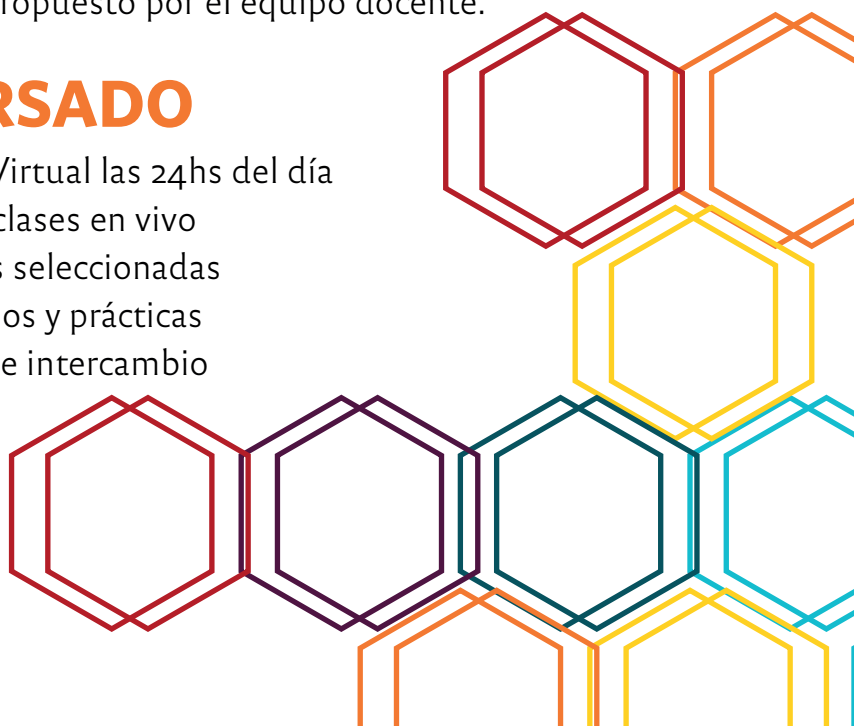 ropuesto por el equipo docente.
RSADO
Virtual las 24hs del día
clases en vivo
s seleccionadas
os y prácticas
e intercambio